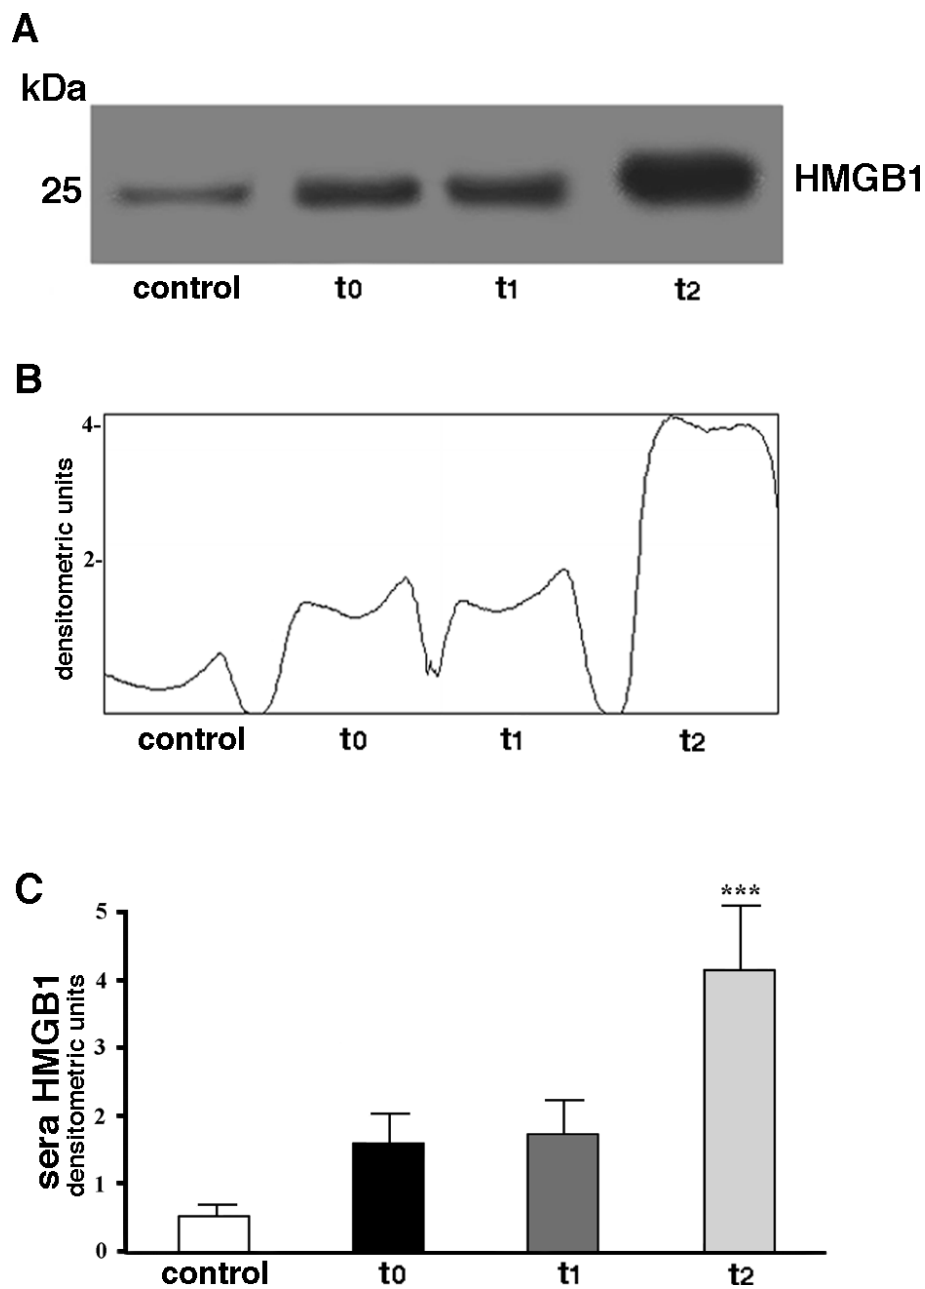 A
kDa
25
HMGB1
control t0 t1 t2
B
densitometric units
4-
2-
control t0 t1 t2
C
sera HMGB1
densitometric units
***
5
4
3
2
1
0
control t0 t1 t2